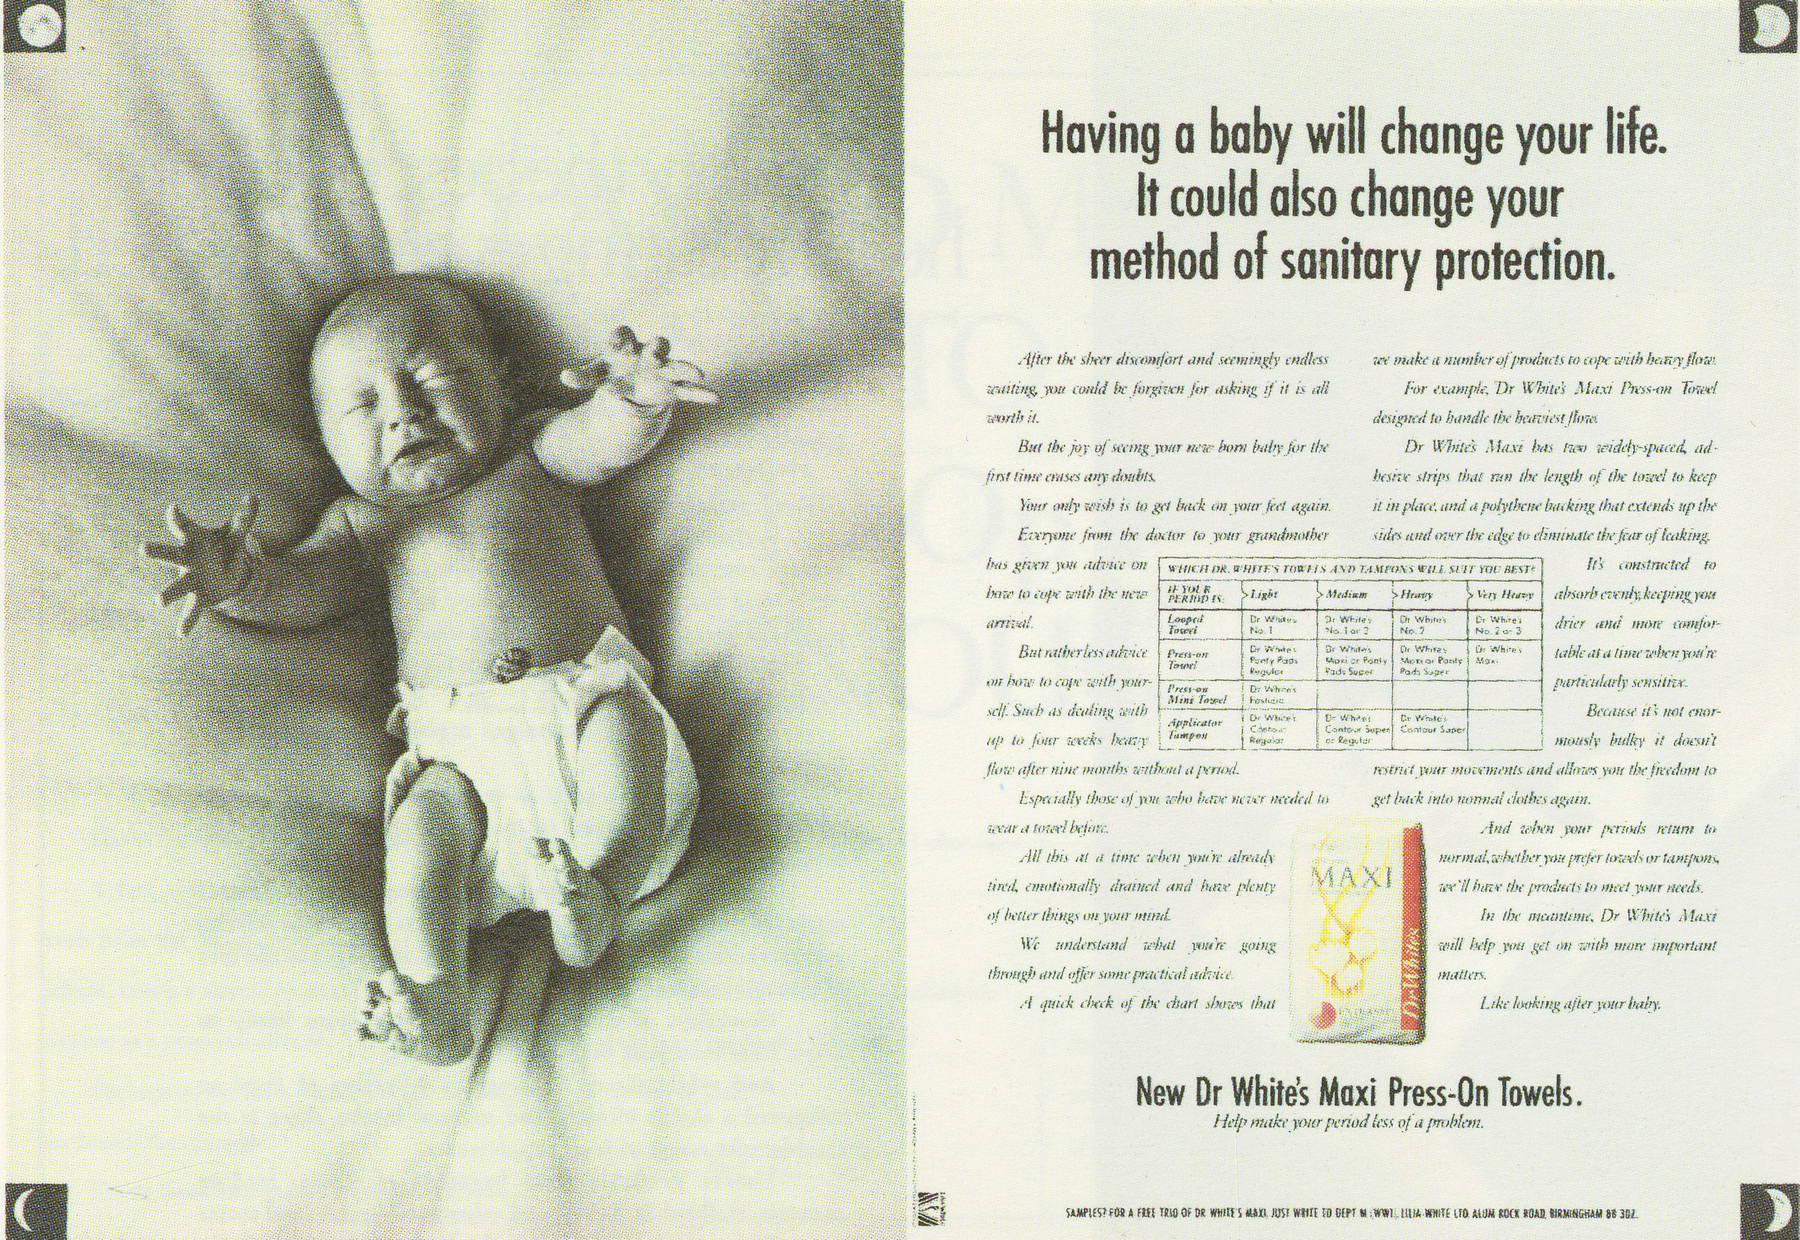 Having a baby will change your life.
It could also change your
method of sanitary protection.
After the sheer discomfort and seemingly endless
waiting, you could be forgiven for asking if it is all
worth it.
But the joy of seeing your new born baby for the
first time erases any doubts.
Your only wish is to get back on your feet again.
Everyone from the doctor to your grandmother
has given you advice on
how to cope with the new
arrival.
But rather less advice
on how to cope with your-
self. Such as dealing with
up to four weeks heavy
flow after nine months without a period.
Especially those of you who have never needed to
wear a towel before.
All this at a time when you're already
tired, emotionally drained and have plenty
of better things on your mind.
We understand what you're going
through and offer some practical advice.
A quick check of the chart shows that
we make a number of products to cope with heavy flow.
For example, Dr White's Maxi Press-on Towel
designed to handle the heaviest flow.
Dr White's Maxi has two widely-spaced, ad-
hesive strips that run the length of the towel to keep
it in place, and a polythene backing that extends up the
sides and over the edge to eliminate the fear of leaking.
It's constructed to
absorb evenly, keeping you
drier and more comfor-
table at a time when you're
particularly sensitive.
Because it's not enor-
mously bulky it doesn't
restrict your movements and allows you the freedom to
get back into normal clothes again.
And when your periods return to
normal, whether you prefer towels or tampons,
we'll have the products to meet your needs.
In the meantime, Dr White's Maxi
will help you get on with more important
matters.
Like looking after your baby.
WHICH DR. WHITE'S TOWELS AND TAMPONS WILL SUIT YOU BEST?
IF YOUR PERIOD IS: Light Medium Heavy Very Heavy
Looped Towel Dr White's No. 1 Dr White's No. 1 or 2 Dr White's No. 2 Dr White's No. 2 or 3
Press-on Towel Dr White's Panty Pads Regular Dr White's Maxi or Panty Pads Super Dr White's Maxi or Panty Pads Super Dr White's Maxi
Press-on Mini Towel Dr White's Fastidia
Applicator Tampon Dr White's Contour Regular Dr White's Contour Super or Regular Dr White's Contour Super
MAXI
Dr White's
New Dr White's Maxi Press-On Towels.
Help make your period less of a problem.
SAMPLES? FOR A FREE TRIO OF DR WHITE'S MAXI, JUST WRITE TO DEPT M WW1, LILIA-WHITE LTD, ALUM ROCK ROAD, BIRMINGHAM B8 3DZ.